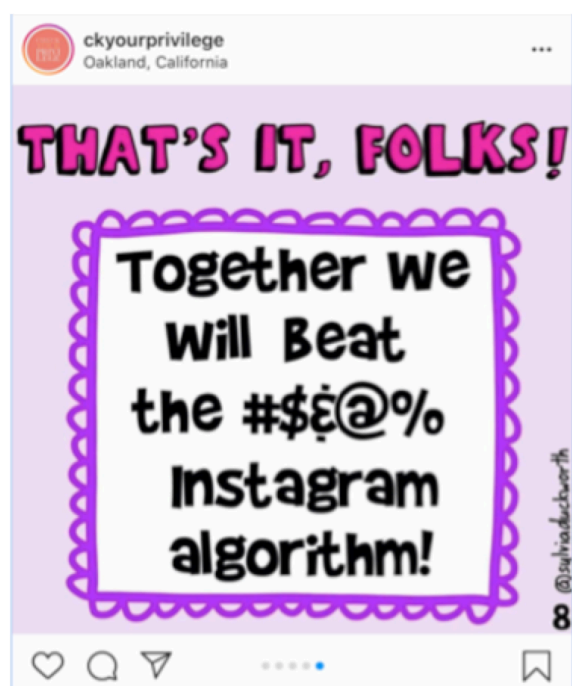 ckyourprivilege
Oakland, California
THAT'S IT, FOLKS!
Together We
Will Beat
the #$&@%
Instagram
algorithm!
@sylviaduckworth
8